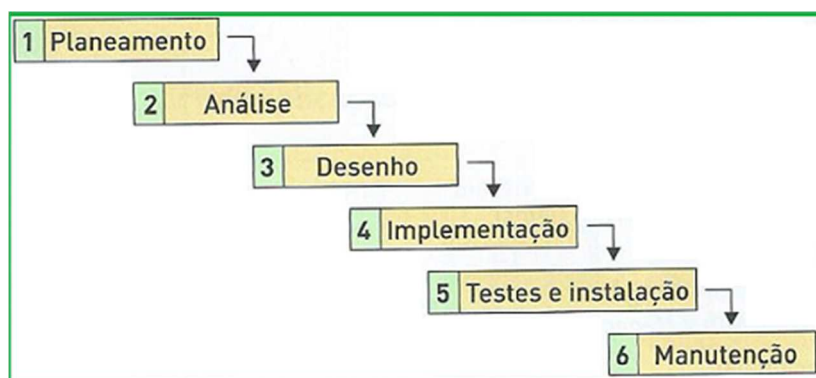 1 Planeamento
2 Análise
3 Desenho
4 Implementação
5 Testes e instalação
6 Manutenção